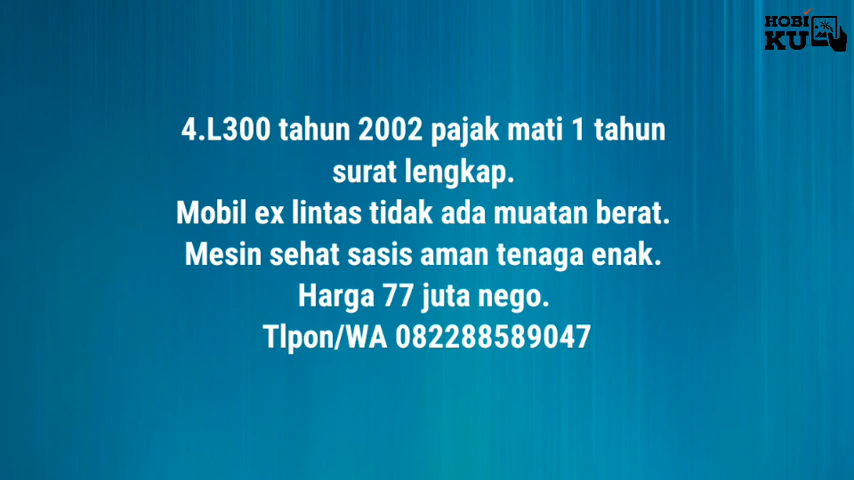 HOBI
KU
4.L300 tahun 2002 pajak mati 1 tahun
surat lengkap.
Mobil ex lintas tidak ada muatan berat.
Mesin sehat sasis aman tenaga enak.
Harga 77 juta nego.
Tlpon/WA 082288589047